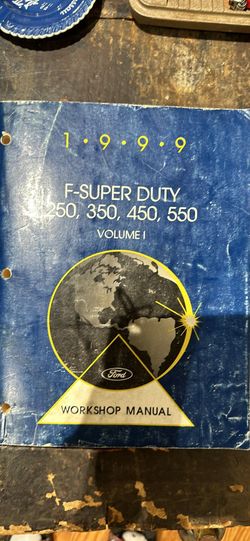 1 • 9 • 9 • 9
F-SUPER DUTY
250, 350, 450, 550
VOLUME I
Ford
WORKSHOP MANUAL